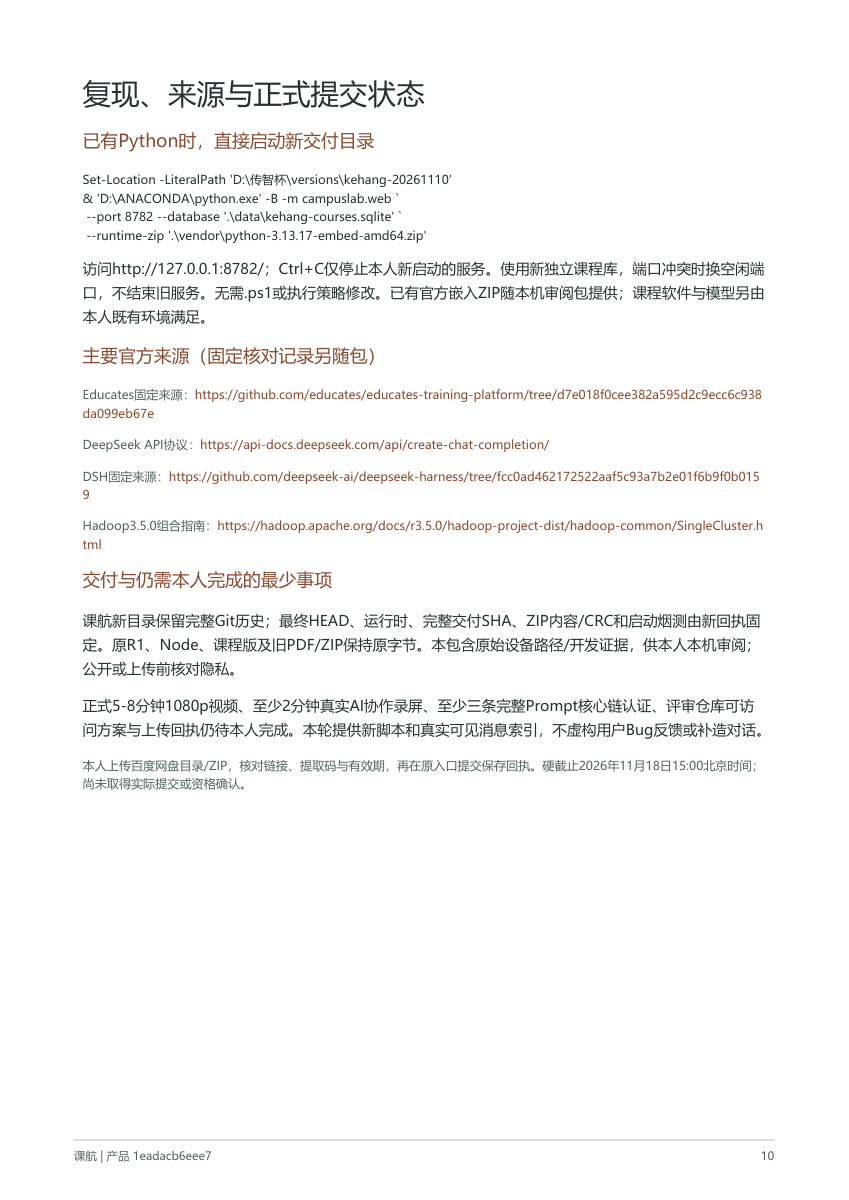 复现、来源与正式提交状态
已有Python时，直接启动新交付目录
Set-Location -LiteralPath 'D:\传智杯\versions\kehang-20261110'
& 'D:\ANACONDA\python.exe' -B -m campuslab.web `
--port 8782 --database '.\data\kehang-courses.sqlite' `
--runtime-zip '.\vendor\python-3.13.17-embed-amd64.zip'
访问http://127.0.0.1:8782/；Ctrl+C仅停止本人新启动的服务。使用新独立课程库，端口冲突时换空闲端
口，不结束旧服务。无需.ps1或执行策略修改。已有官方嵌入ZIP随本机审阅包提供；课程软件与模型另由
本人既有环境满足。
主要官方来源（固定核对记录另随包）
Educates固定来源：https://github.com/educates/educates-training-platform/tree/d7e018f0cee382a595d2c9ecc6c938
da099eb67e
DeepSeek API协议：https://api-docs.deepseek.com/api/create-chat-completion/
DSH固定来源：https://github.com/deepseek-ai/deepseek-harness/tree/fcc0ad462172522aaf5c93a7b2e01f6b9f0b015
9
Hadoop3.5.0组合指南：https://hadoop.apache.org/docs/r3.5.0/hadoop-project-dist/hadoop-common/SingleCluster.h
tml
交付与仍需本人完成的最少事项
课航新目录保留完整Git历史；最终HEAD、运行时、完整交付SHA、ZIP内容/CRC和启动烟测由新回执固
定。原R1、Node、课程版及旧PDF/ZIP保持原字节。本包含原始设备路径/开发证据，供本人本机审阅；
公开或上传前核对隐私。
正式5-8分钟1080p视频、至少2分钟真实AI协作录屏、至少三条完整Prompt核心链认证、评审仓库可访
问方案与上传回执仍待本人完成。本轮提供新脚本和真实可见消息索引，不虚构用户Bug反馈或补造对话。
本人上传百度网盘目录/ZIP，核对链接、提取码与有效期，再在原入口提交保存回执。硬截止2026年11月18日15:00北京时间；
尚未取得实际提交或资格确认。
课航 | 产品 1eadacb6eee7
10